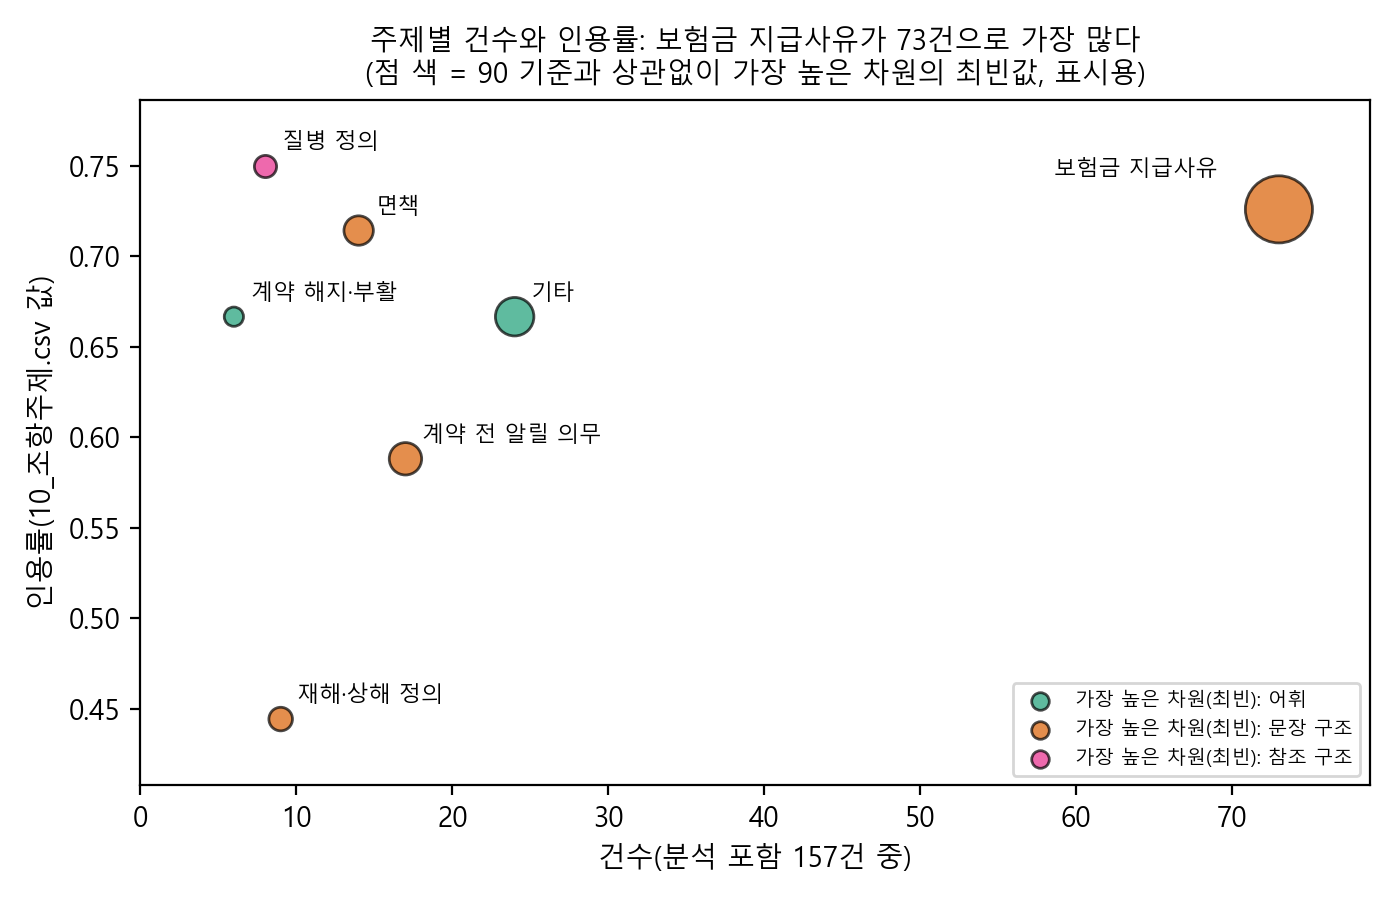 주제별 건수와 인용률: 보험금 지급사유가 73건으로 가장 많다
(점 색 = 90 기준과 상관없이 가장 높은 차원의 최빈값, 표시용)
인용률(10_조항주제.csv 값)
0.75
0.70
0.65
0.60
0.55
0.50
0.45
질병 정의
보험금 지급사유
면책
계약 해지·부활
기타
계약 전 알릴 의무
재해·상해 정의
가장 높은 차원(최빈): 어휘
가장 높은 차원(최빈): 문장 구조
가장 높은 차원(최빈): 참조 구조
0
10
20
30
40
50
60
70
건수(분석 포함 157건 중)